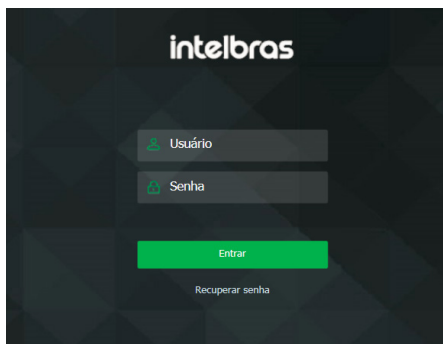 intelbras
Usuário
Senha
Entrar
Recuperar senha